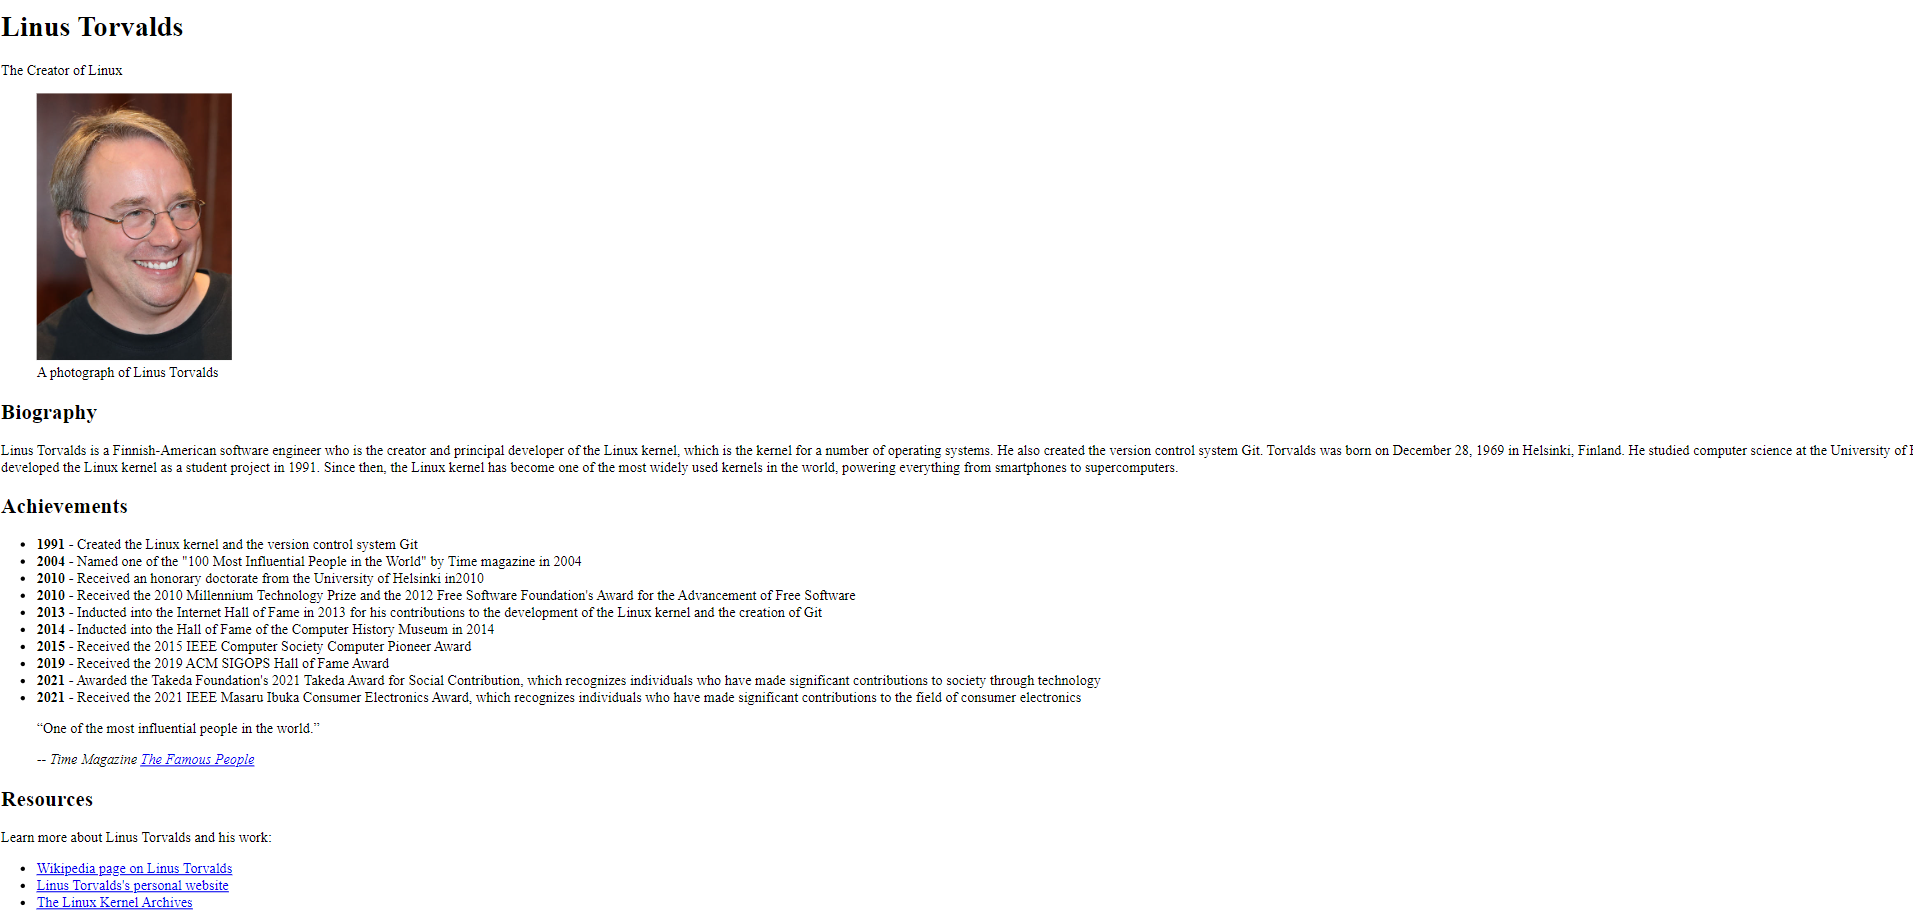 Linus Torvalds
The Creator of Linux
A photograph of Linus Torvalds
Biography
Linus Torvalds is a Finnish-American software engineer who is the creator and principal developer of the Linux kernel, which is the kernel for a number of operating systems. He also created the version control system Git. Torvalds was born on December 28, 1969 in Helsinki, Finland. He studied computer science at the University of
developed the Linux kernel as a student project in 1991. Since then, the Linux kernel has become one of the most widely used kernels in the world, powering everything from smartphones to supercomputers.
Achievements
• 1991 - Created the Linux kernel and the version control system Git
• 2004 - Named one of the "100 Most Influential People in the World" by Time magazine in 2004
• 2010 - Received an honorary doctorate from the University of Helsinki in2010
• 2010 - Received the 2010 Millennium Technology Prize and the 2012 Free Software Foundation's Award for the Advancement of Free Software
• 2013 - Inducted into the Internet Hall of Fame in 2013 for his contributions to the development of the Linux kernel and the creation of Git
• 2014 - Inducted into the Hall of Fame of the Computer History Museum in 2014
• 2015 - Received the 2015 IEEE Computer Society Computer Pioneer Award
• 2019 - Received the 2019 ACM SIGOPS Hall of Fame Award
• 2021 - Awarded the Takeda Foundation's 2021 Takeda Award for Social Contribution, which recognizes individuals who have made significant contributions to society through technology
• 2021 - Received the 2021 IEEE Masaru Ibuka Consumer Electronics Award, which recognizes individuals who have made significant contributions to the field of consumer electronics
“One of the most influential people in the world.”
-- Time Magazine The Famous People
Resources
Learn more about Linus Torvalds and his work:
• Wikipedia page on Linus Torvalds
• Linus Torvalds's personal website
• The Linux Kernel Archives